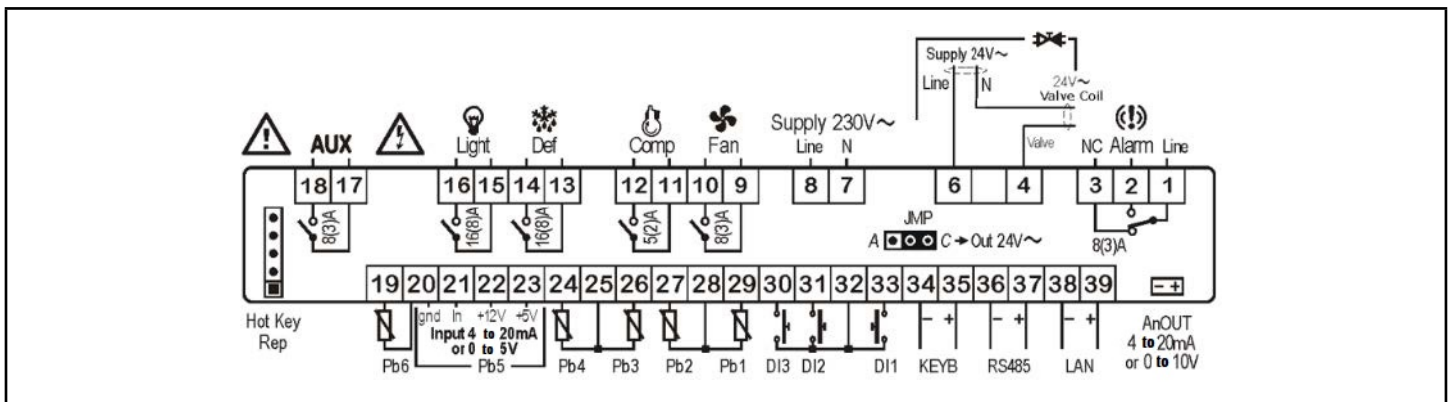 Supply 24V~
Line N
24V~
Valve Coil
AUX Light Def Comp Fan Supply 230V~
Line N
Valve
NC Alarm Line
18 17 16 15 14 13 12 11 10 9 8 7 6 4 3 2 1
8(3)A 16(8)A 16(8)A 5(2)A 8(3)A
JMP
A C → Out 24V~
8(3)A
19 20 21 22 23 24 25 26 27 28 29 30 31 32 33 34 35 36 37 38 39
- +
Hot Key
Rep
gnd In +12V +5V
Input 4 to 20mA
or 0 to 5V
- + - + - +
Pb6 Pb5 Pb4 Pb3 Pb2 Pb1 DI3 DI2 DI1 KEYB RS485 LAN
AnOUT
4 to 20mA
or 0 to 10V